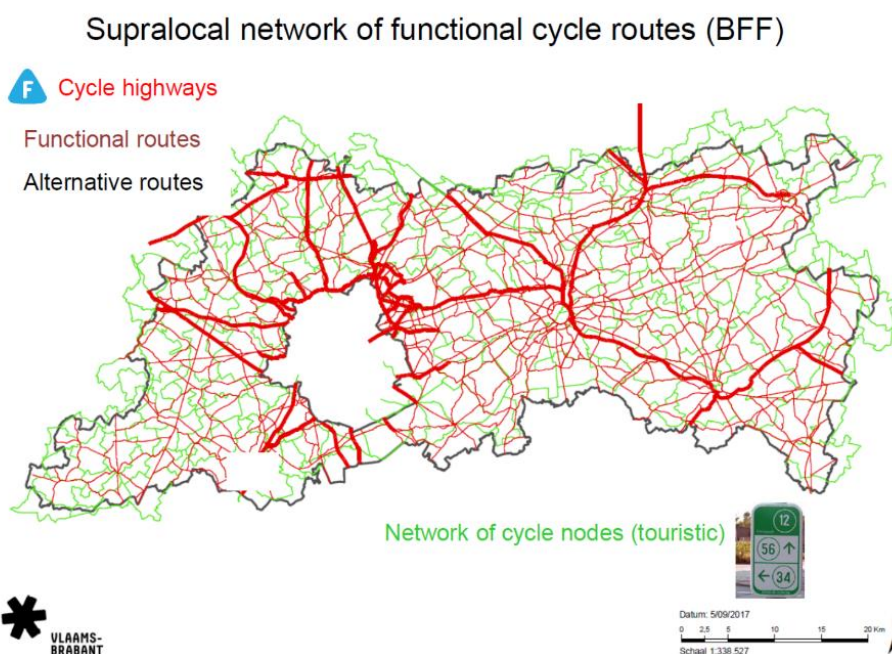 Supralocal network of functional cycle routes (BFF)
F Cycle highways
Functional routes
Alternative routes
Network of cycle nodes (touristic)
12
56 ↑
← 34
VLAAMS-
BRABANT
Datum: 5/09/2017
0 2,5 5 10 15 20 Km
Schaal 1:338.527